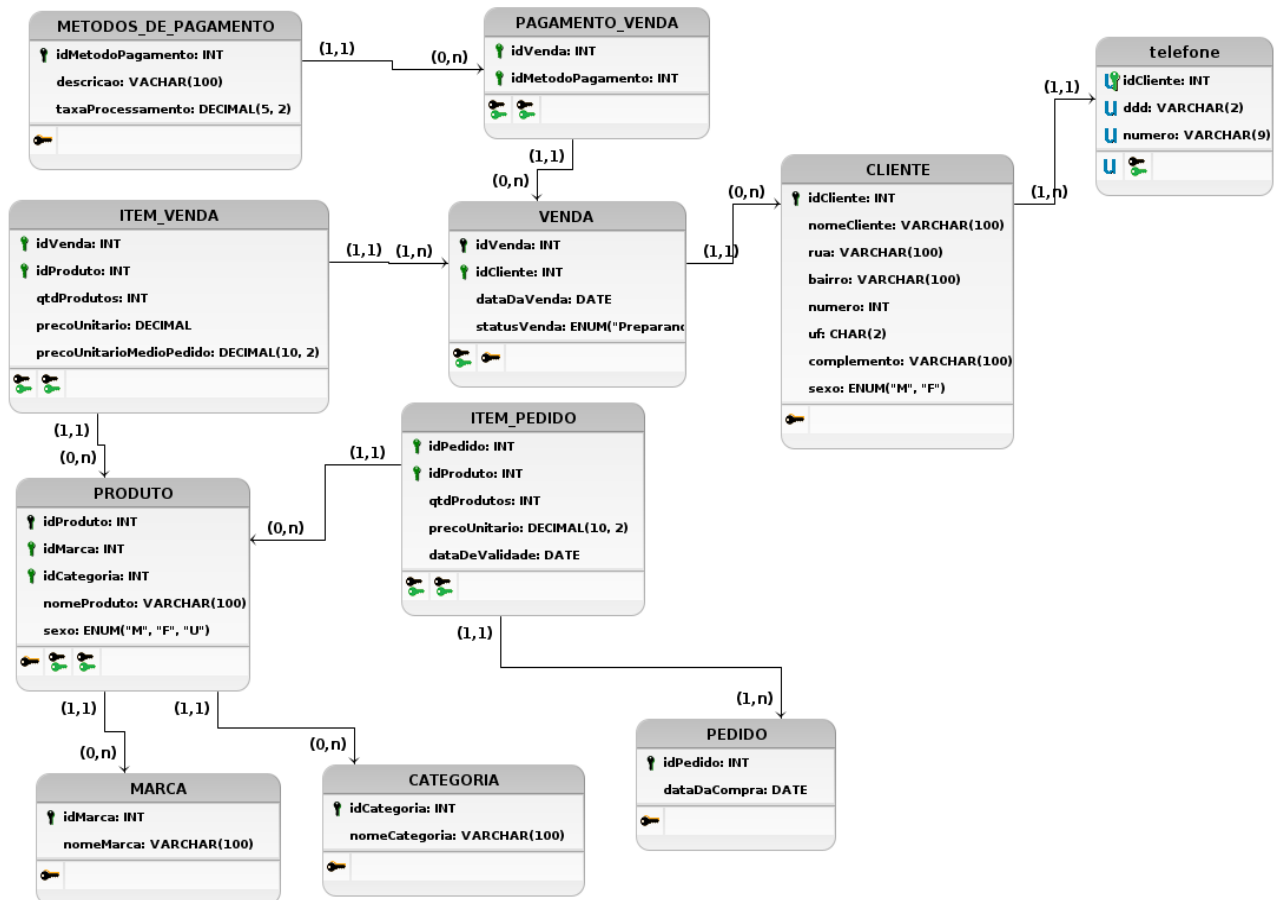 METODOS_DE_PAGAMENTO
idMetodoPagamento: INT
descricao: VACHAR(100)
taxaProcessamento: DECIMAL(5, 2)
(1,1)
(0,n)
PAGAMENTO_VENDA
idVenda: INT
idMetodoPagamento: INT
(1,1)
(0,n)
telefone
idCliente: INT
ddd: VARCHAR(2)
numero: VARCHAR(9)
(1,1)
(1,n)
CLIENTE
idCliente: INT
nomeCliente: VARCHAR(100)
rua: VARCHAR(100)
bairro: VARCHAR(100)
numero: INT
uf: CHAR(2)
complemento: VARCHAR(100)
sexo: ENUM("M", "F")
(0,n)
(1,1)
ITEM_VENDA
idVenda: INT
idProduto: INT
qtdProdutos: INT
precoUnitario: DECIMAL
precoUnitarioMedioPedido: DECIMAL(10, 2)
(1,1)
(1,n)
VENDA
idVenda: INT
idCliente: INT
dataDaVenda: DATE
statusVenda: ENUM("Preparand
(1,1)
(0,n)
ITEM_PEDIDO
idPedido: INT
idProduto: INT
qtdProdutos: INT
precoUnitario: DECIMAL(10, 2)
dataDeValidade: DATE
(1,1)
(0,n)
PRODUTO
idProduto: INT
idMarca: INT
idCategoria: INT
nomeProduto: VARCHAR(100)
sexo: ENUM("M", "F", "U")
(1,1)
(1,n)
(1,1)
(1,1)
(0,n)
(0,n)
PEDIDO
idPedido: INT
dataDaCompra: DATE
MARCA
idMarca: INT
nomeMarca: VARCHAR(100)
CATEGORIA
idCategoria: INT
nomeCategoria: VARCHAR(100)